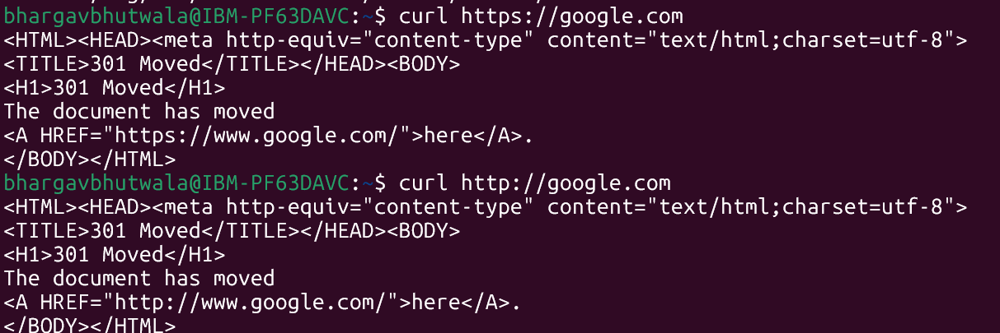 bhargavbhutwala@IBM-PF63DAVC:~$ curl https://google.com
<HTML><HEAD><meta http-equiv="content-type" content="text/html;charset=utf-8">
<TITLE>301 Moved</TITLE></HEAD><BODY>
<H1>301 Moved</H1>
The document has moved
<A HREF="https://www.google.com/">here</A>.
</BODY></HTML>
bhargavbhutwala@IBM-PF63DAVC:~$ curl http://google.com
<HTML><HEAD><meta http-equiv="content-type" content="text/html;charset=utf-8">
<TITLE>301 Moved</TITLE></HEAD><BODY>
<H1>301 Moved</H1>
The document has moved
<A HREF="http://www.google.com/">here</A>.
</BODY></HTML>